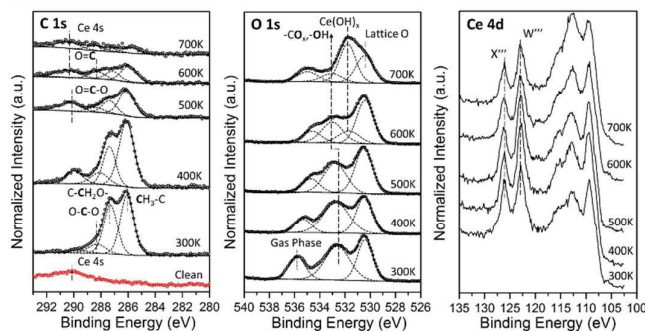 C 1s
Ce 4s
700K
O=C
600K
O=C-O
500K
400K
C-CH₂O-
O-C-O
CH₃-C
300K
Ce 4s
Clean
Normalized Intensity (a.u.)
292 290 288 286 284 282 280
Binding Energy (eV)
O 1s
Ce(OH)ₓ
-COₓ,-OH
Lattice O
700K
600K
500K
400K
Gas Phase
300K
Normalized Intensity (a.u.)
540 538 536 534 532 530 528 526
Binding Energy (eV)
Ce 4d
X''' W'''
700K
600K
500K
400K
300K
Normalized Intensity (a.u.)
135 130 125 120 115 110 105 100
Binding Energy (eV)